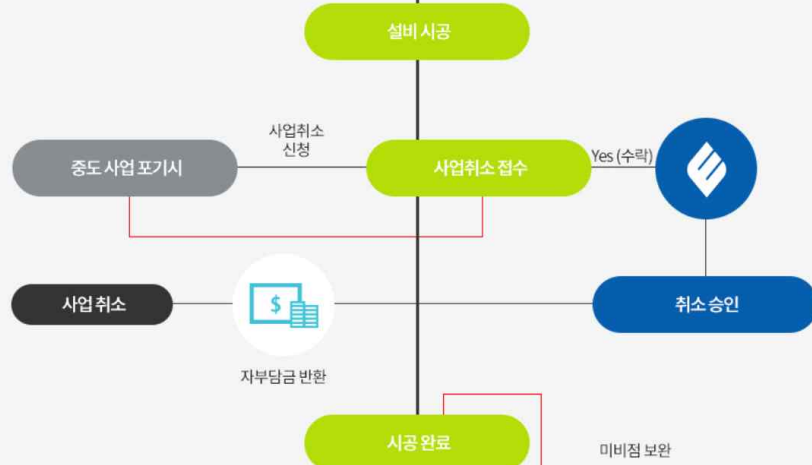 설비 시공
사업취소
신청
중도 사업 포기시
사업취소 접수
Yes (수락)
사업 취소
$
취소 승인
자부담금 반환
시공 완료
미비점 보완